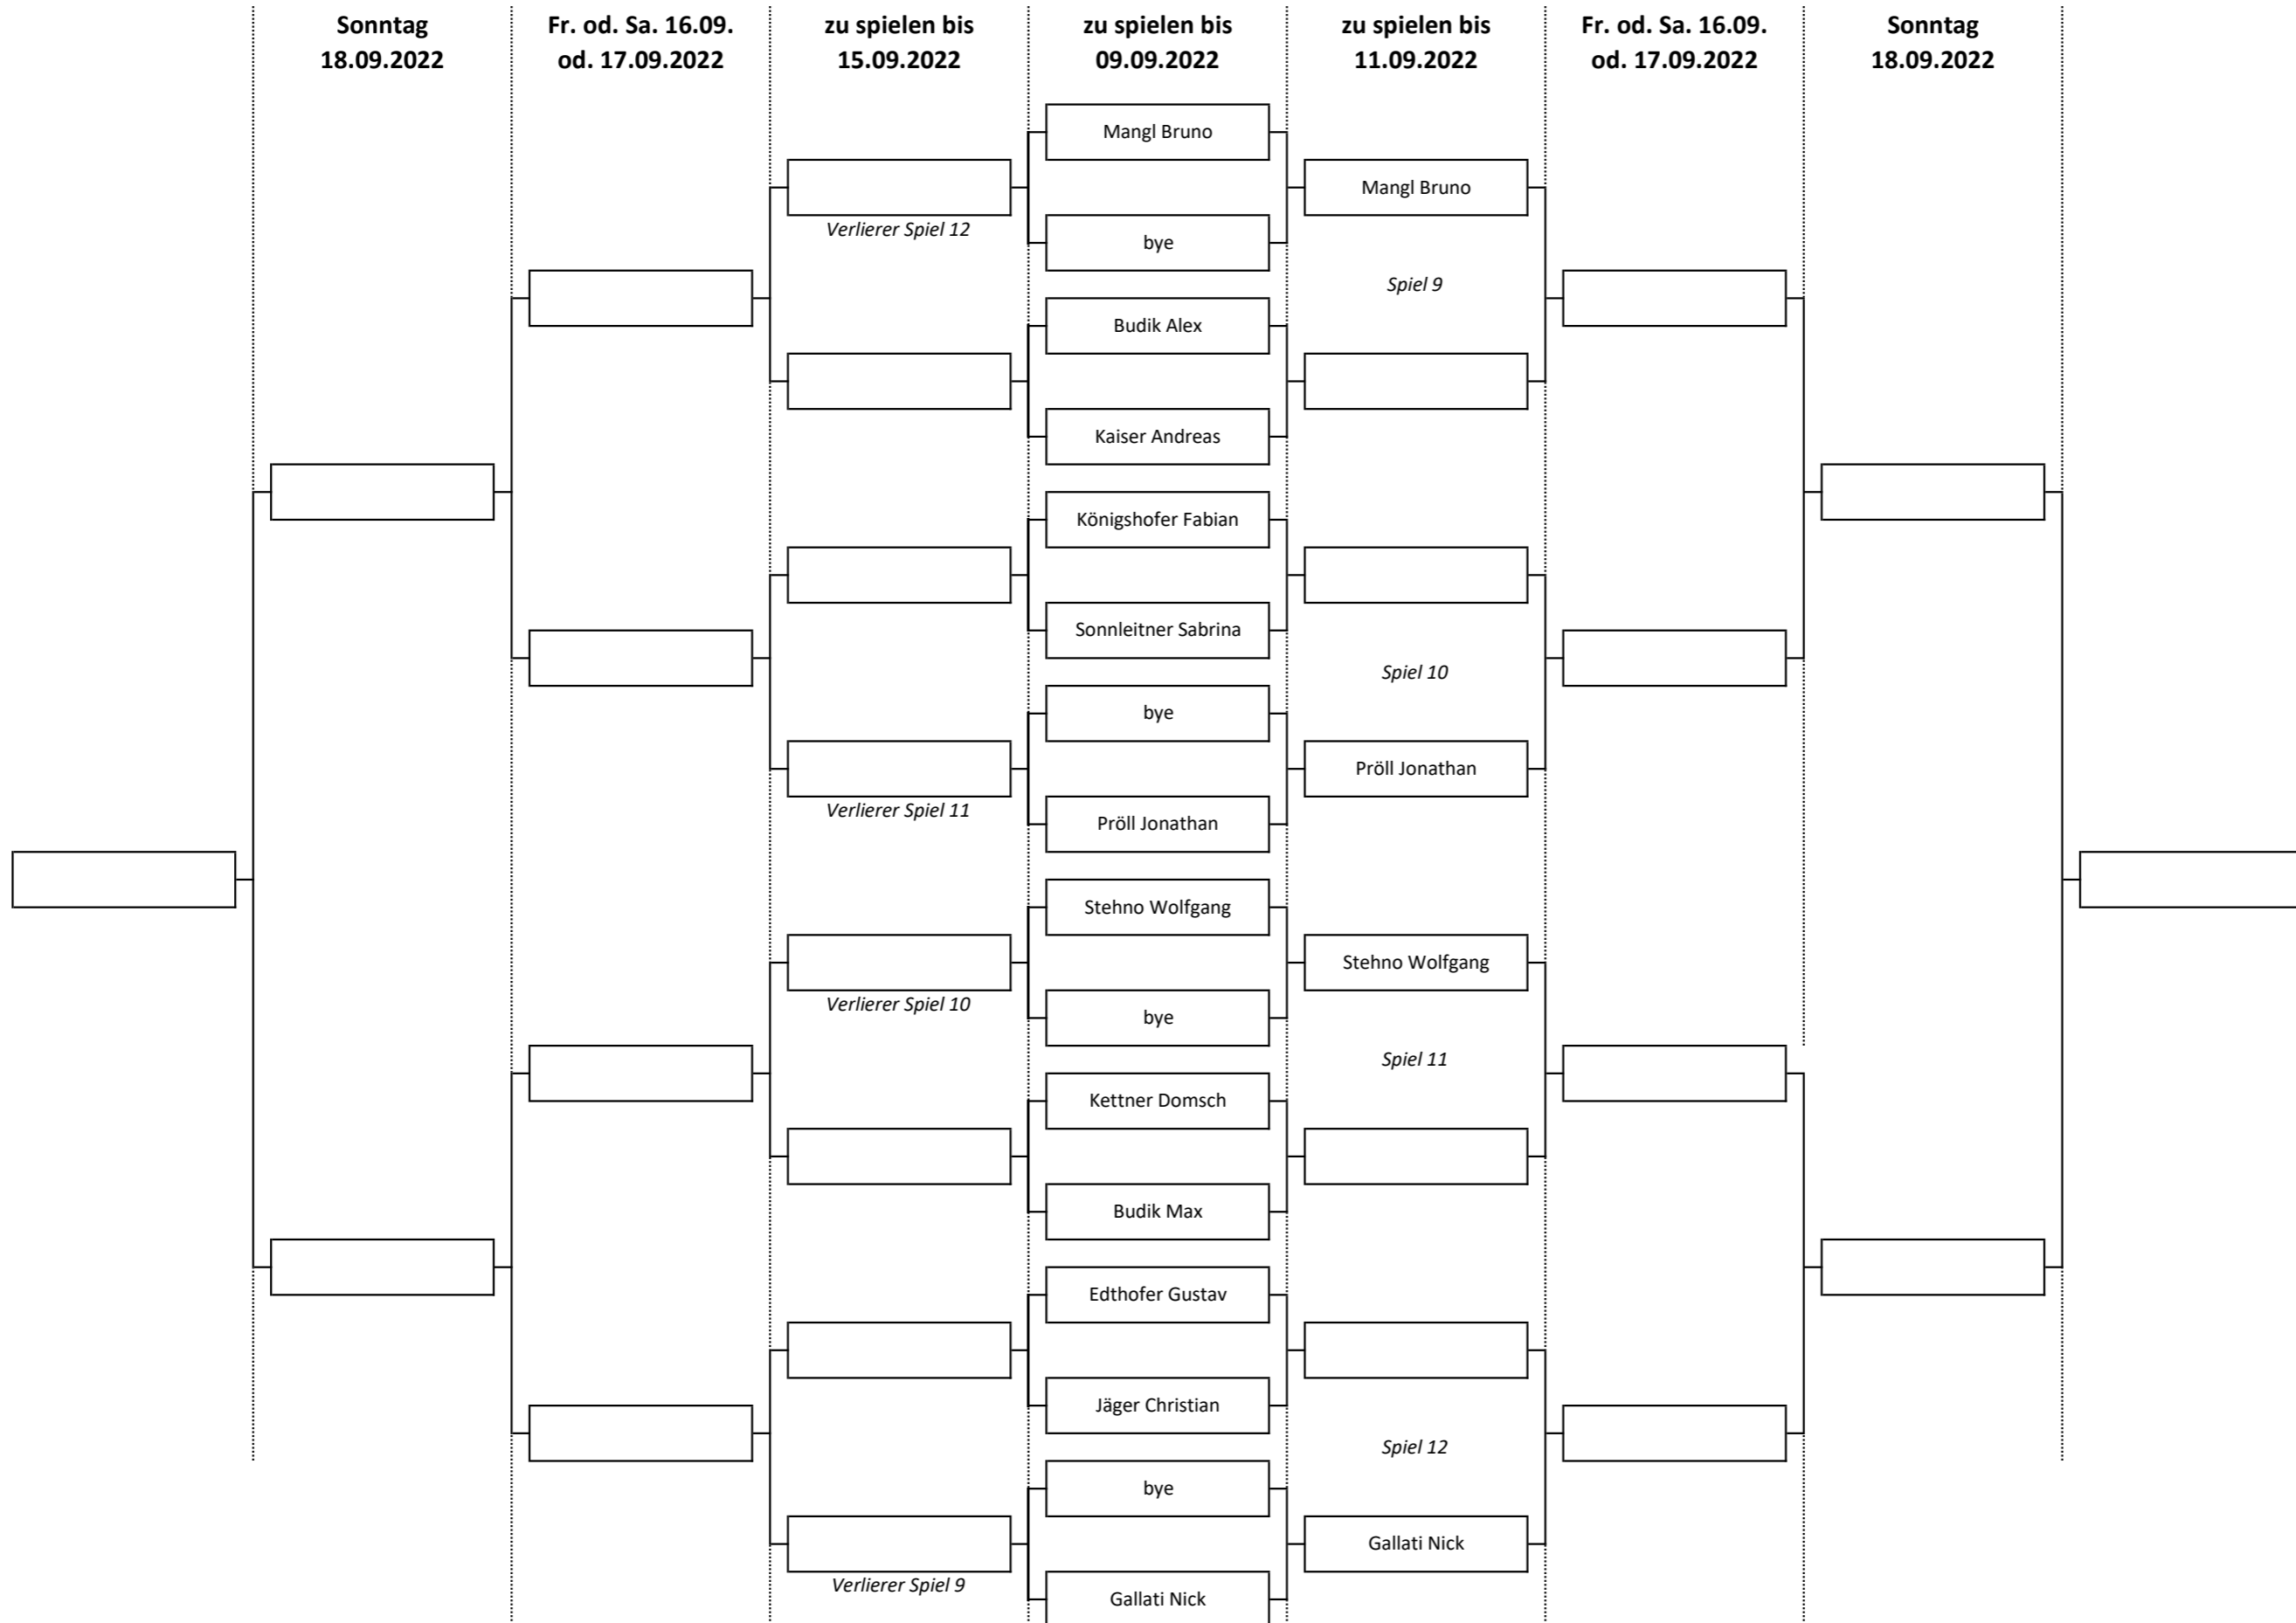 Sonntag
18.09.2022
Fr. od. Sa. 16.09.
od. 17.09.2022
zu spielen bis
15.09.2022
zu spielen bis
09.09.2022
zu spielen bis
11.09.2022
Fr. od. Sa. 16.09.
od. 17.09.2022
Sonntag
18.09.2022
Mangl Bruno
Mangl Bruno
Verlierer Spiel 12
bye
Spiel 9
Budik Alex
Kaiser Andreas
Königshofer Fabian
Sonnleitner Sabrina
Spiel 10
bye
Pröll Jonathan
Verlierer Spiel 11
Pröll Jonathan
Stehno Wolfgang
Stehno Wolfgang
Verlierer Spiel 10
bye
Spiel 11
Kettner Domsch
Budik Max
Edthofer Gustav
Jäger Christian
Spiel 12
bye
Gallati Nick
Verlierer Spiel 9
Gallati Nick